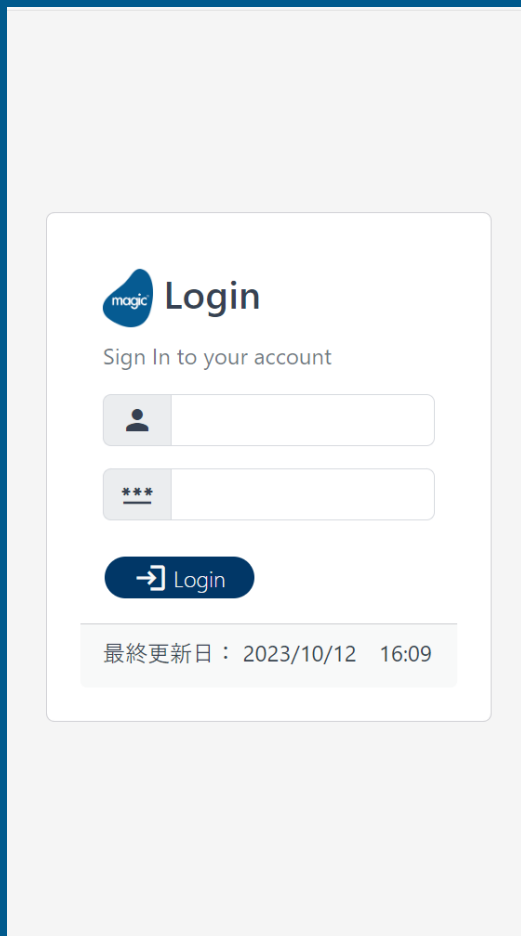 magic
Login
Sign In to your account
***
Login
最終更新日： 2023/10/12 16:09